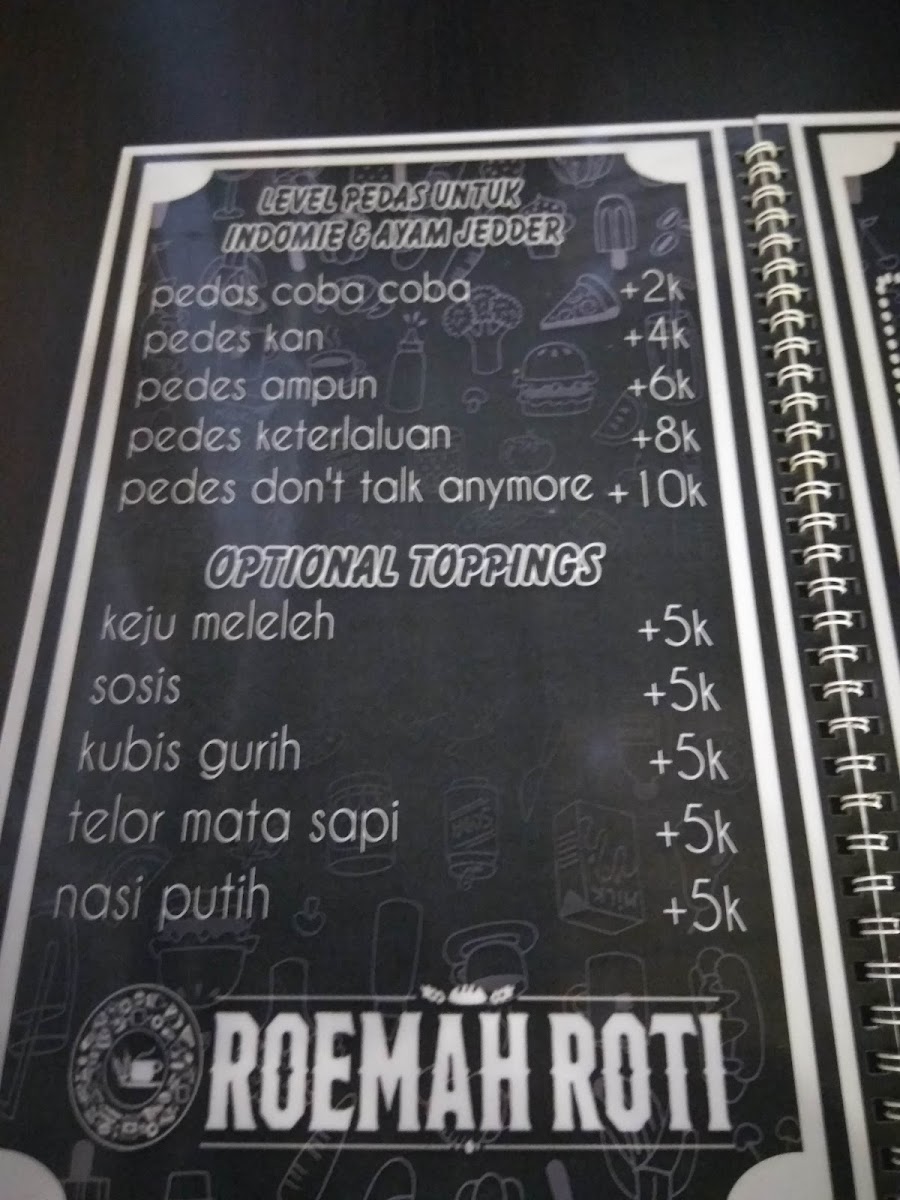 LEVEL PEDAS UNTUK
INDOMIE & AYAM JEDDER
pedas coba coba +2k
pedes kan +4k
pedes ampun +6k
pedes keterlaluan +8k
pedes don't talk anymore +10k
OPTIONAL TOPPINGS
keju meleleh +5k
sosis +5k
kubis gurih +5k
telor mata sapi +5k
nasi putih +5k
ROEMAH ROTI